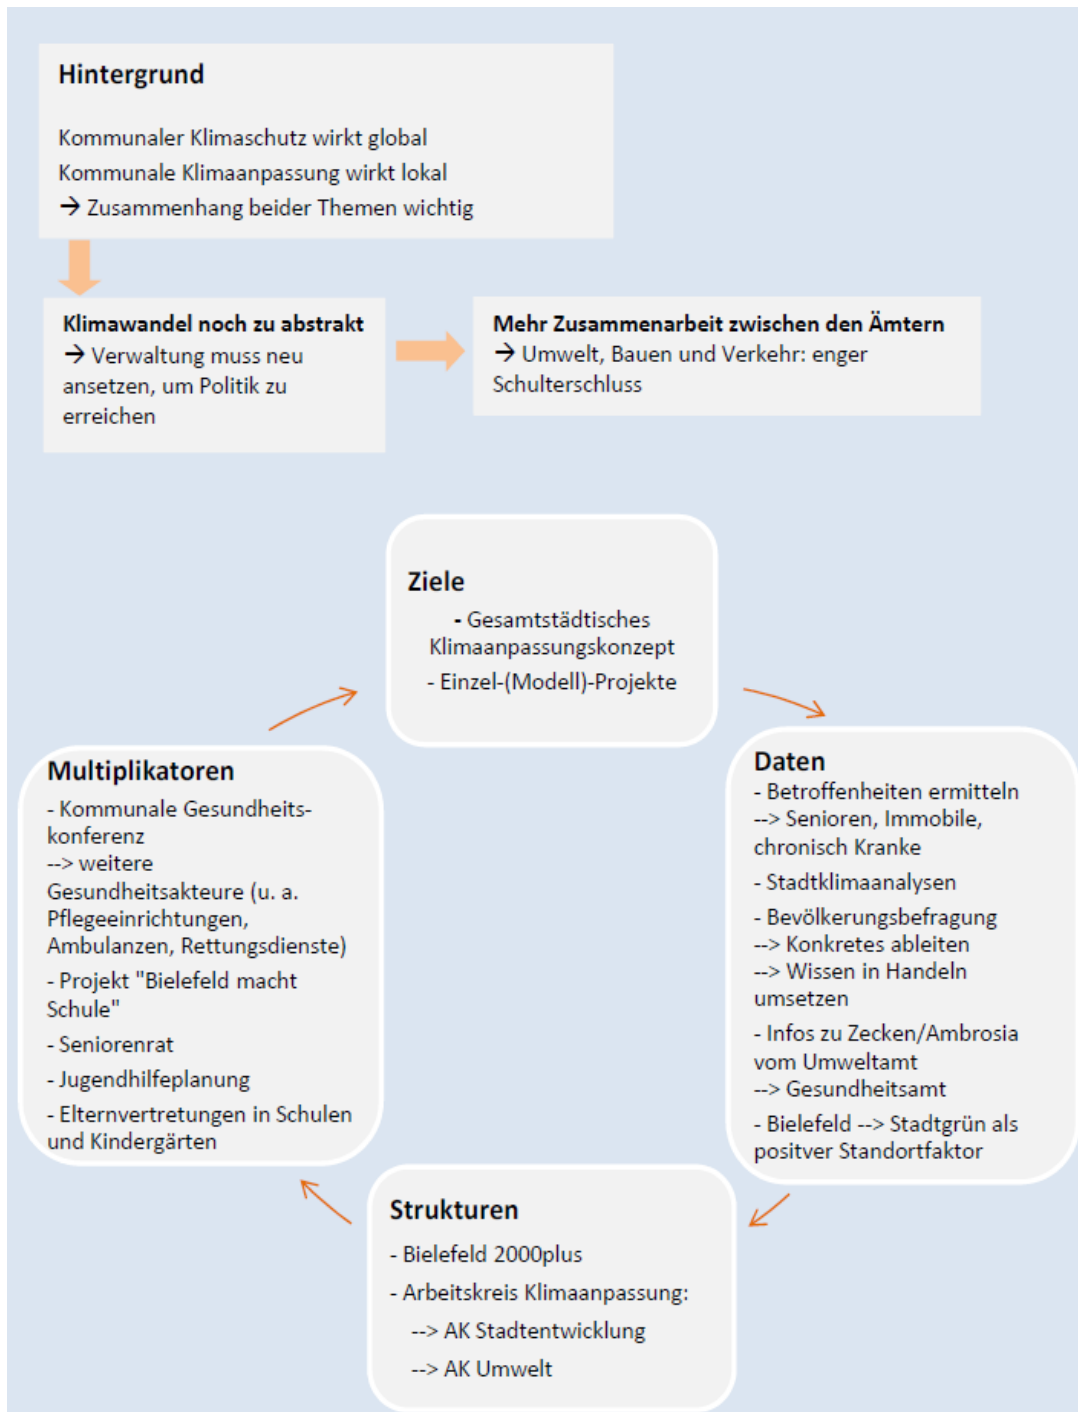 Hintergrund
Kommunaler Klimaschutz wirkt global
Kommunale Klimaanpassung wirkt lokal
→ Zusammenhang beider Themen wichtig
Klimawandel noch zu abstrakt
→ Verwaltung muss neu
ansetzen, um Politik zu
erreichen
Mehr Zusammenarbeit zwischen den Ämtern
→ Umwelt, Bauen und Verkehr: enger
Schulterschluss
Ziele
- Gesamtstädtisches
Klimaanpassungskonzept
- Einzel-(Modell)-Projekte
Daten
- Betroffenheiten ermitteln
--> Senioren, Immobile,
chronisch Kranke
- Stadtklimaanalysen
- Bevölkerungsbefragung
--> Konkretes ableiten
--> Wissen in Handeln
umsetzen
- Infos zu Zecken/Ambrosia
vom Umweltamt
--> Gesundheitsamt
- Bielefeld --> Stadtgrün als
positver Standortfaktor
Strukturen
- Bielefeld 2000plus
- Arbeitskreis Klimaanpassung:
--> AK Stadtentwicklung
--> AK Umwelt
Multiplikatoren
- Kommunale Gesundheits-
konferenz
--> weitere
Gesundheitsakteure (u. a.
Pflegeeinrichtungen,
Ambulanzen, Rettungsdienste)
- Projekt "Bielefeld macht
Schule"
- Seniorenrat
- Jugendhilfeplanung
- Elternvertretungen in Schulen
und Kindergärten